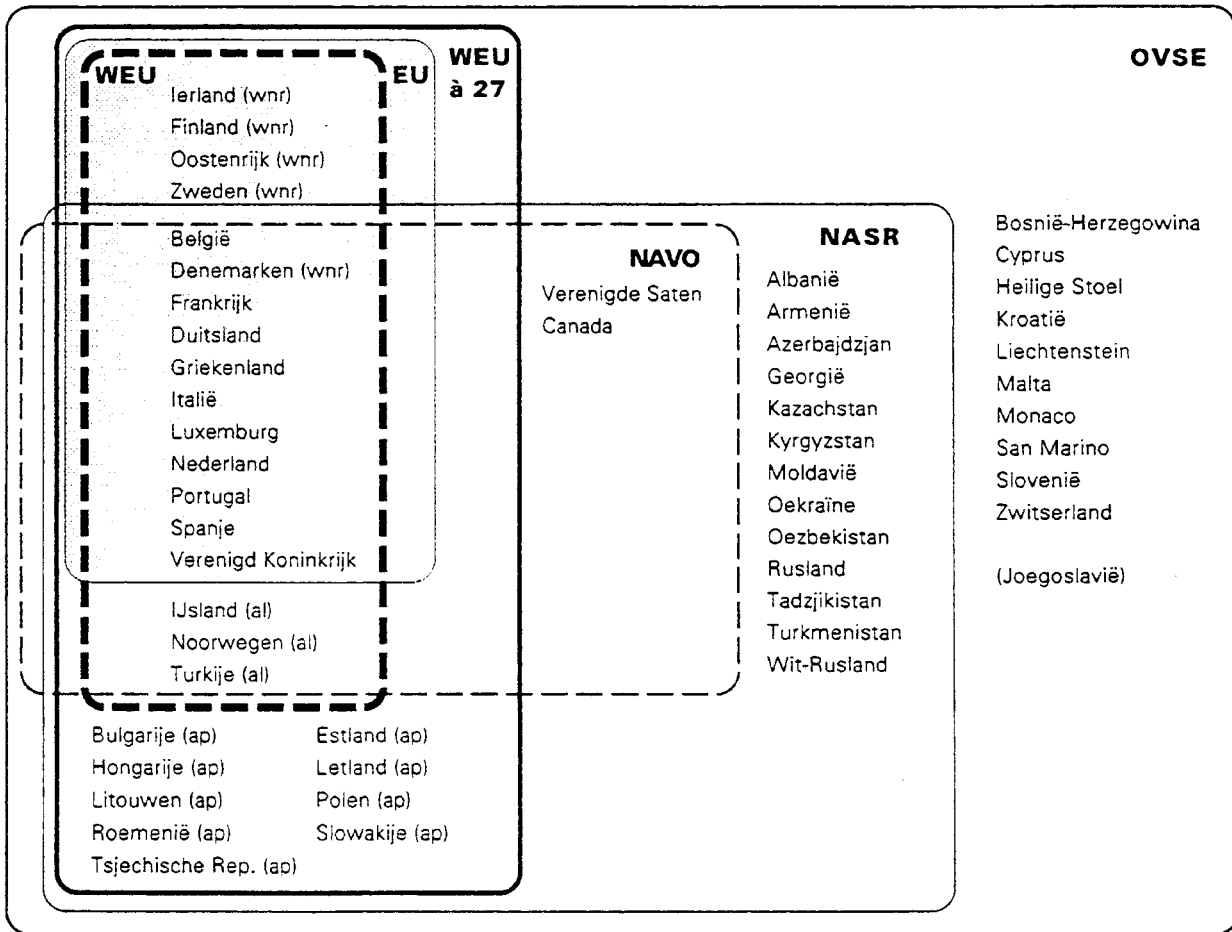 WEU
EU
WEU
à 27
OVSE
Ierland (wnr)
Finland (wnr)
Oostenrijk (wnr)
Zweden (wnr)
België
Denemarken (wnr)
Frankrijk
Duitsland
Griekenland
Italië
Luxemburg
Nederland
Portugal
Spanje
Verenigd Koninkrijk
IJsland (al)
Noorwegen (al)
Turkije (al)
Bulgarije (ap) Estland (ap)
Hongarije (ap) Letland (ap)
Litouwen (ap) Polen (ap)
Roemenië (ap) Slowakije (ap)
Tsjechische Rep. (ap)
NAVO
Verenigde Saten
Canada
NASR
Albanië
Armenië
Azerbajdzjan
Georgië
Kazachstan
Kyrgyzstan
Moldavië
Oekraïne
Oezbekistan
Rusland
Tadzjikistan
Turkmenistan
Wit-Rusland
Bosnië-Herzegowina
Cyprus
Heilige Stoel
Kroatië
Liechtenstein
Malta
Monaco
San Marino
Slovenië
Zwitserland
(Joegoslavië)